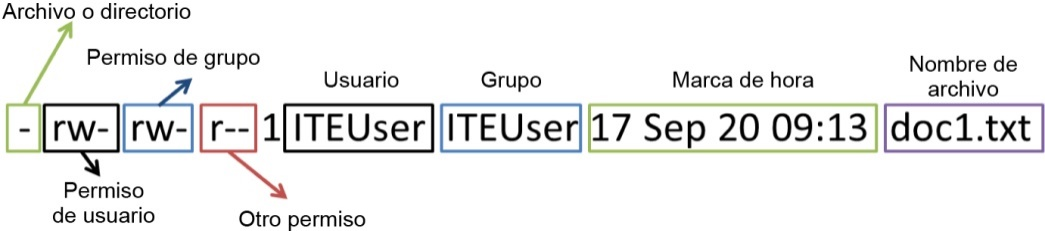 Archivo o directorio
Permiso de grupo
Usuario
Grupo
Marca de hora
Nombre de
archivo
- rw- rw- r-- 1 ITEUser ITEUser 17 Sep 20 09:13 doc1.txt
Permiso
de usuario
Otro permiso